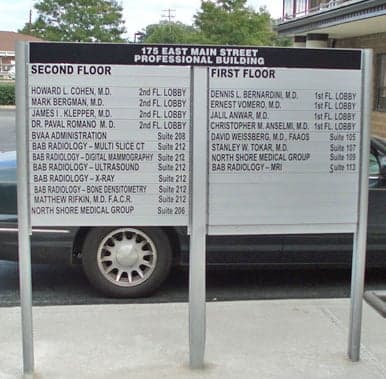 175 EAST MAIN STREET
PROFESSIONAL BUILDING
SECOND FLOOR
HOWARD L. COHEN, M.D. 2nd FL. LOBBY
MARK BERGMAN, M.D. 2nd FL. LOBBY
JAMES I. KLEPPER, M.D. 2nd FL. LOBBY
DR. PAVAL ROMANO M. D. 2nd FL. LOBBY
BVAA ADMINISTRATION Suite 208
BAB RADIOLOGY - MULTI SLICE CT Suite 212
BAB RADIOLOGY - DIGITAL MAMMOGRAPHY Suite 212
BAB RADIOLOGY - ULTRASOUND Suite 212
BAB RADIOLOGY - X-RAY Suite 212
BAB RADIOLOGY - BONE DENSITOMETRY Suite 212
MATTHEW RIFKIN, M.D. F.A.C.R. Suite 212
NORTH SHORE MEDICAL GROUP Suite 206
FIRST FLOOR
DENNIS L. BERNARDINI, M.D. 1st FL. LOBBY
ERNEST VOMERO, M.D. 1st FL. LOBBY
JALIL ANWAR, M.D. 1st FL. LOBBY
CHRISTOPHER M. ANSELMI, M.D. 1st FL. LOBBY
DAVID WEISSBERG, M.D., FAAOS Suite 105
STANLEY W. TOKAR, M.D. Suite 107
NORTH SHORE MEDICAL GROUP Suite 109
BAB RADIOLOGY - MRI Suite 113